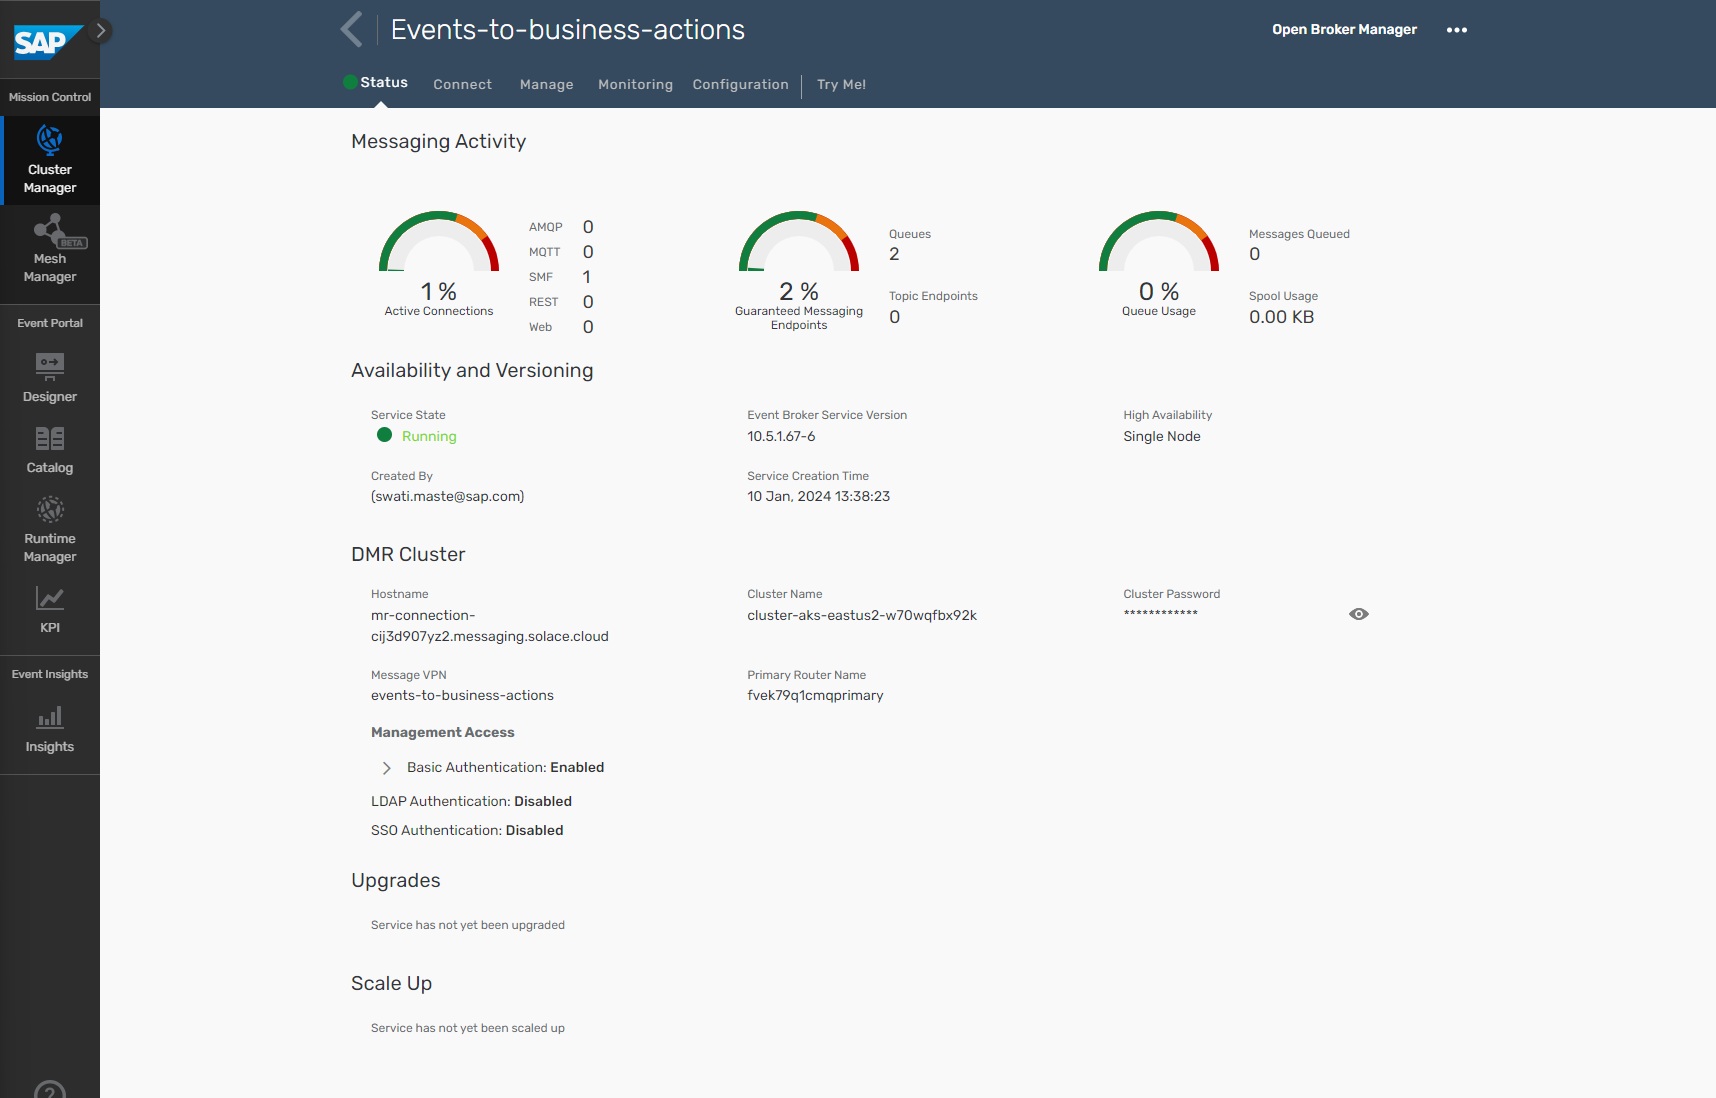 SAP
Mission Control
Cluster
Manager
BETA
Mesh
Manager
Event Portal
Designer
Catalog
Runtime
Manager
KPI
Event Insights
Insights
?
Events-to-business-actions
Open Broker Manager
Status
Connect
Manage
Monitoring
Configuration
Try Me!
Messaging Activity
1 %
Active Connections
AMQP 0
MQTT 0
SMF 1
REST 0
Web 0
2 %
Guaranteed Messaging
Endpoints
Queues
2
Topic Endpoints
0
0 %
Queue Usage
Messages Queued
0
Spool Usage
0.00 KB
Availability and Versioning
Service State
Running
Event Broker Service Version
10.5.1.67-6
High Availability
Single Node
Created By
(swati.maste@sap.com)
Service Creation Time
10 Jan, 2024 13:38:23
DMR Cluster
Hostname
mr-connection-
cij3d907yz2.messaging.solace.cloud
Cluster Name
cluster-aks-eastus2-w70wqfbx92k
Cluster Password
************
Message VPN
events-to-business-actions
Primary Router Name
fvek79q1cmqprimary
Management Access
Basic Authentication: Enabled
LDAP Authentication: Disabled
SSO Authentication: Disabled
Upgrades
Service has not yet been upgraded
Scale Up
Service has not yet been scaled up